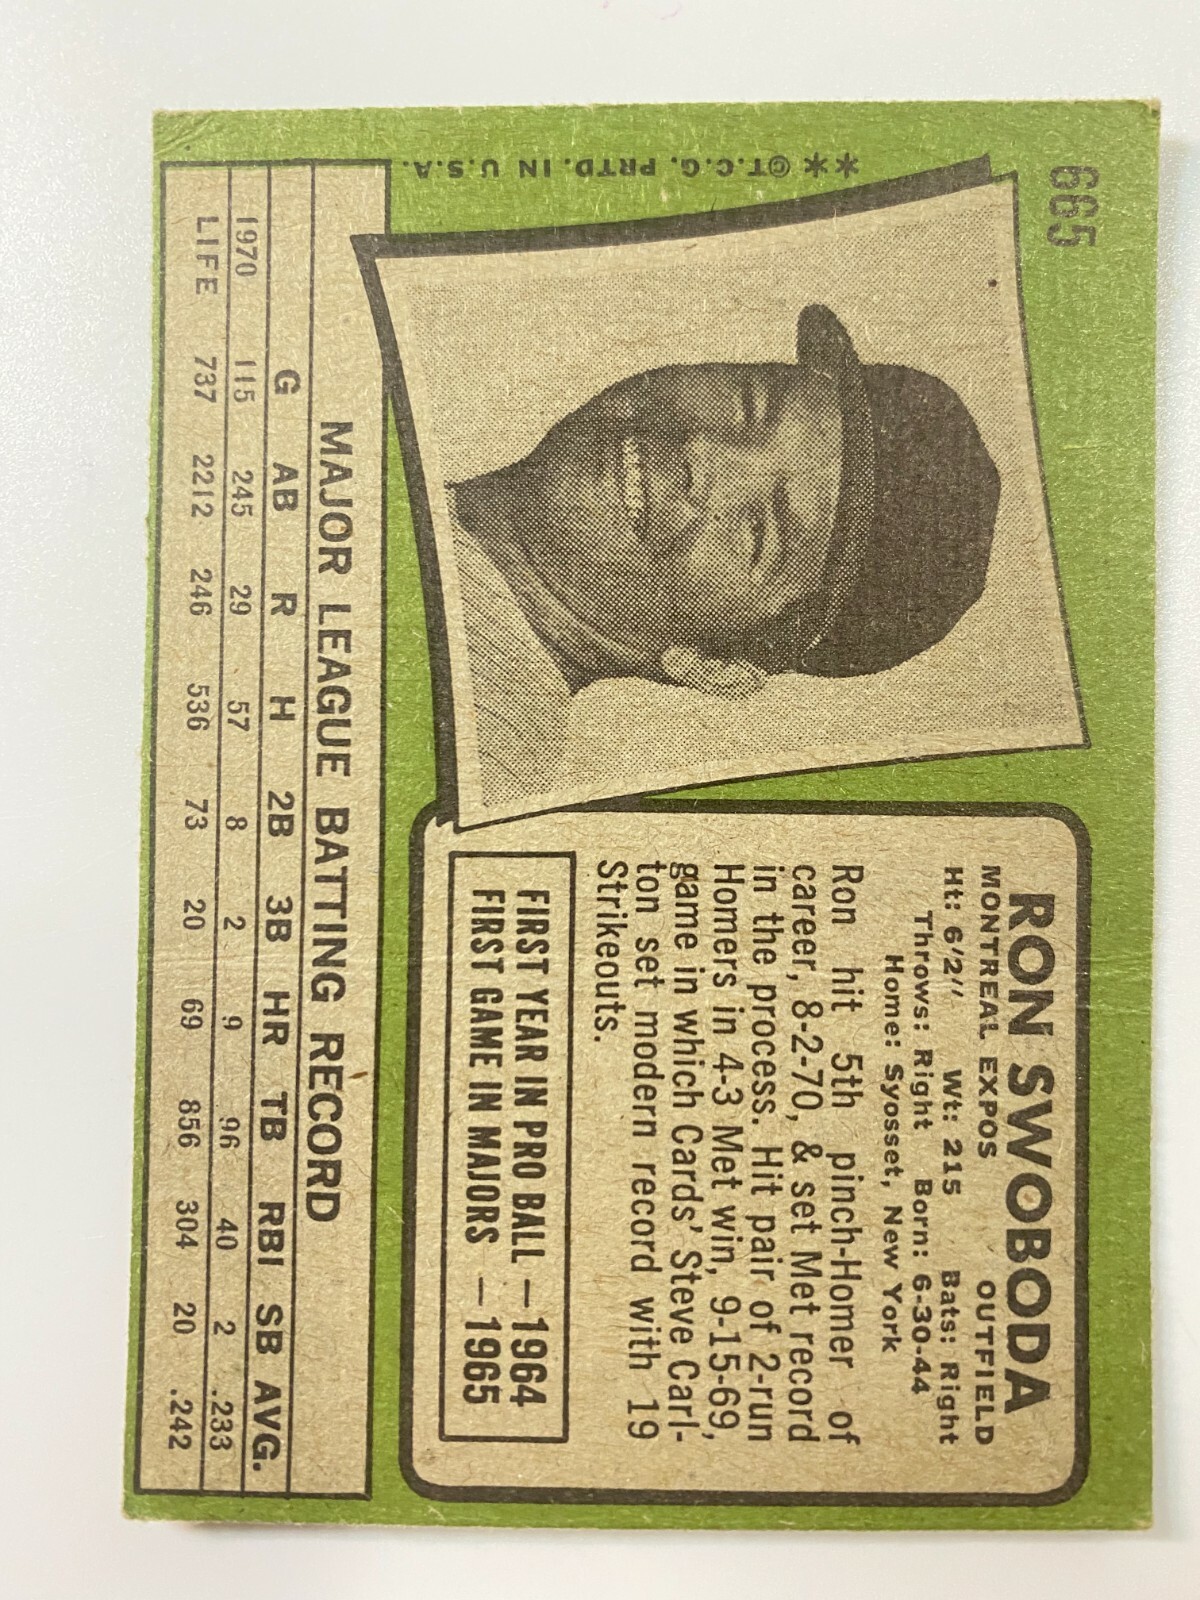 665
** ©T.C.G. PRTD. IN U.S.A.
RON SWOBODA
MONTREAL EXPOS OUTFIELD
Ht: 6'2" Wt: 215 Bats: Right
Throws: Right Born: 6-30-44
Home: Syosset, New York
Ron hit 5th pinch-Homer of
career, 8-2-70, & set Met record
in the process. Hit pair of 2-run
Homers in 4-3 Met win, 9-15-69,
game in which Cards' Steve Carl-
ton set modern record with 19
Strikeouts.
FIRST YEAR IN PRO BALL — 1964
FIRST GAME IN MAJORS — 1965
MAJOR LEAGUE BATTING RECORD
G AB R H 2B 3B HR TB RBI SB AVG.
1970 115 245 29 57 8 2 9 96 40 2 .233
LIFE 737 2212 246 536 73 20 69 856 304 20 .242